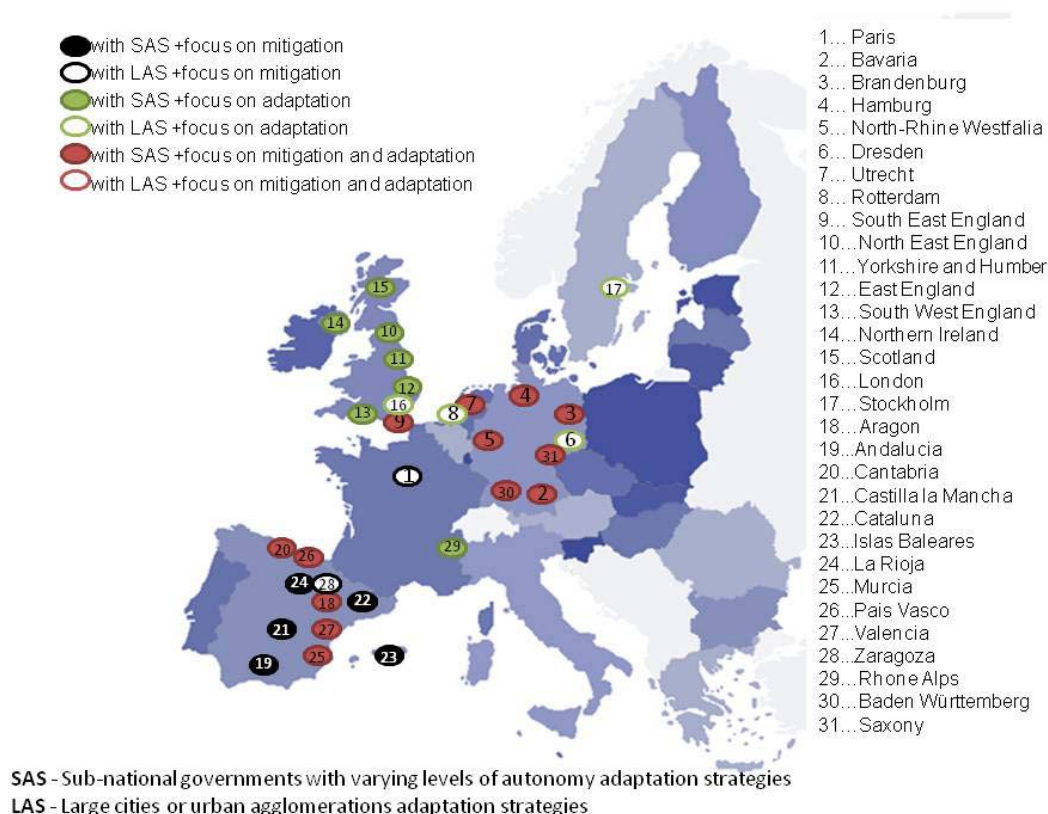 with SAS +focus on mitigation
with LAS +focus on mitigation
with SAS +focus on adaptation
with LAS +focus on adaptation
with SAS +focus on mitigation and adaptation
with LAS +focus on mitigation and adaptation
1... Paris
2... Bavaria
3... Brandenburg
4... Hamburg
5... North-Rhine Westfalia
6... Dresden
7... Utrecht
8... Rotterdam
9... South East England
10...North East England
11...Yorkshire and Humber
12...East England
13...South West England
14...Northern Ireland
15...Scotland
16...London
17...Stockholm
18...Aragon
19...Andalucia
20...Cantabria
21...Castilla la Mancha
22...Cataluna
23...Islas Baleares
24...La Rioja
25...Murcia
26...Pais Vasco
27...Valencia
28...Zaragoza
29...Rhone Alps
30...Baden Württemberg
31...Saxony
15
17
14
10
11
12
16
13
9
8
7
4
3
5
6
31
1
30
2
29
20
26
24
28
18
22
21
27
19
25
23
SAS - Sub-national governments with varying levels of autonomy adaptation strategies
LAS - Large cities or urban agglomerations adaptation strategies